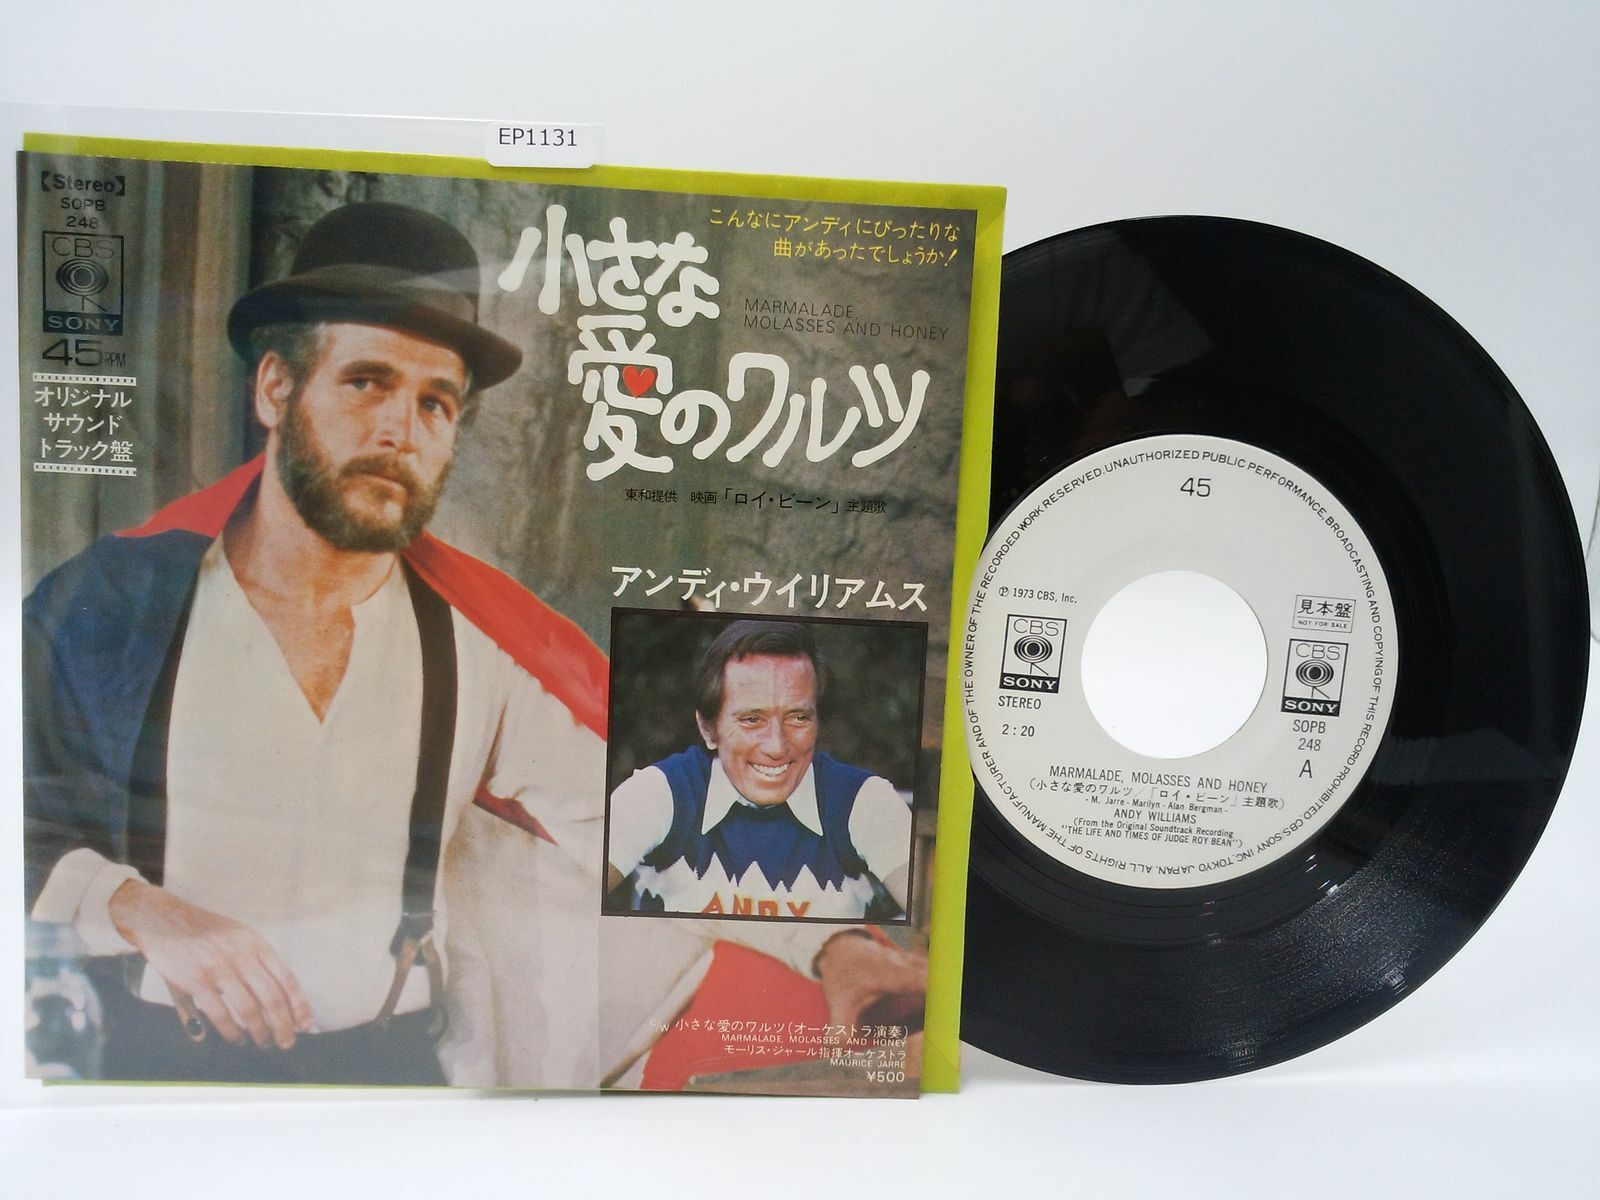 EP1131
【Stereo】
SOPB
248
CBS
SONY
45RPM
オリジナル
サウンド
トラック盤
こんなにアンディにぴったりな
曲があったでしょうか!
小さな
愛のワルツ
MARMALADE,
MOLASSES AND HONEY
東和提供 映画「ロイ・ビーン」主題歌
アンディ・ウイリアムス
ANDY
c/w 小さな愛のワルツ(オーケストラ演奏)
MARMALADE, MOLASSES AND HONEY
モーリス・ジャール指揮オーケストラ
MAURICE JARRE
¥500
45
℗ 1973 CBS, Inc.
CBS
SONY
STEREO
2:20
見本盤
NOT FOR SALE
CBS
SONY
SOPB
248
A
MARMALADE, MOLASSES AND HONEY
(小さな愛のワルツ/「ロイ・ビーン」主題歌)
- M. Jarre - Marilyn - Alan Bergman -
ANDY WILLIAMS
(From the Original Soundtrack Recording
"THE LIFE AND TIMES OF JUDGE ROY BEAN")
ALL RIGHTS OF THE MANUFACTURER AND OF THE OWNER OF THE RECORDED WORK RESERVED. UNAUTHORIZED PUBLIC PERFORMANCE, BROADCASTING AND COPYING OF THIS RECORD PROHIBITED. CBS/SONY INC. TOKYO JAPAN.